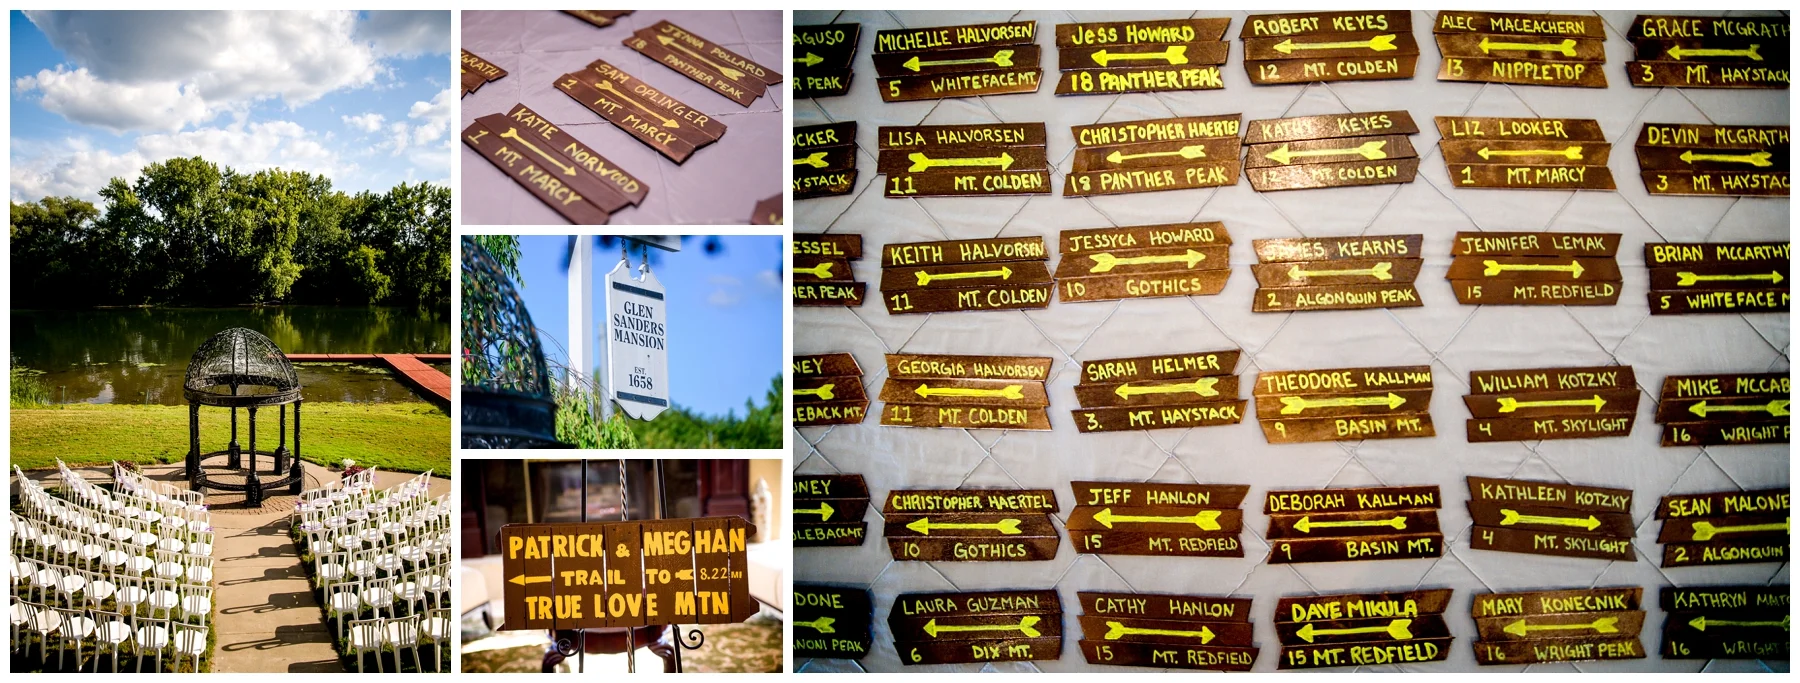 JENNA POLLARD
18 PANTHER PEAK
SAM OPLINGER
1 MT. MARCY
KATIE NORWOOD
1 MT. MARCY
GLEN
SANDERS
MANSION
EST.
1658
PATRICK & MEGHAN
TRAIL TO 8.22 MI
TRUE LOVE MTN
MICHELLE HALVORSEN
5 WHITEFACE MT.
Jess Howard
18 PANTHER PEAK
ROBERT KEYES
12 MT. COLDEN
ALEC MACEACHERN
13 NIPPLETOP
GRACE MCGRATH
3 MT. HAYSTACK
LISA HALVORSEN
11 MT. COLDEN
CHRISTOPHER HAERTEL
18 PANTHER PEAK
KATHY KEYES
12 MT. COLDEN
LIZ LOOKER
1 MT. MARCY
DEVIN MCGRATH
3 MT. HAYSTAC
KEITH HALVORSEN
11 MT. COLDEN
JESSYCA HOWARD
10 GOTHICS
JAMES KEARNS
2 ALGONQUIN PEAK
JENNIFER LEMAK
15 MT. REDFIELD
BRIAN MCCARTHY
5 WHITEFACE M
GEORGIA HALVORSEN
11 MT. COLDEN
SARAH HELMER
3. MT. HAYSTACK
THEODORE KALLMAN
9 BASIN MT.
WILLIAM KOTZKY
4 MT. SKYLIGHT
MIKE MCCAB
16 WRIGHT P
CHRISTOPHER HAERTEL
10 GOTHICS
JEFF HANLON
15 MT. REDFIELD
DEBORAH KALLMAN
9 BASIN MT.
KATHLEEN KOTZKY
4 MT. SKYLIGHT
SEAN MALONE
2 ALGONQUIN
LAURA GUZMAN
6 DIX MT.
CATHY HANLON
15 MT. REDFIELD
DAVE MIKULA
15 MT. REDFIELD
MARY KONECNIK
16 WRIGHT PEAK
KATHRYN
16 WRIGHT P